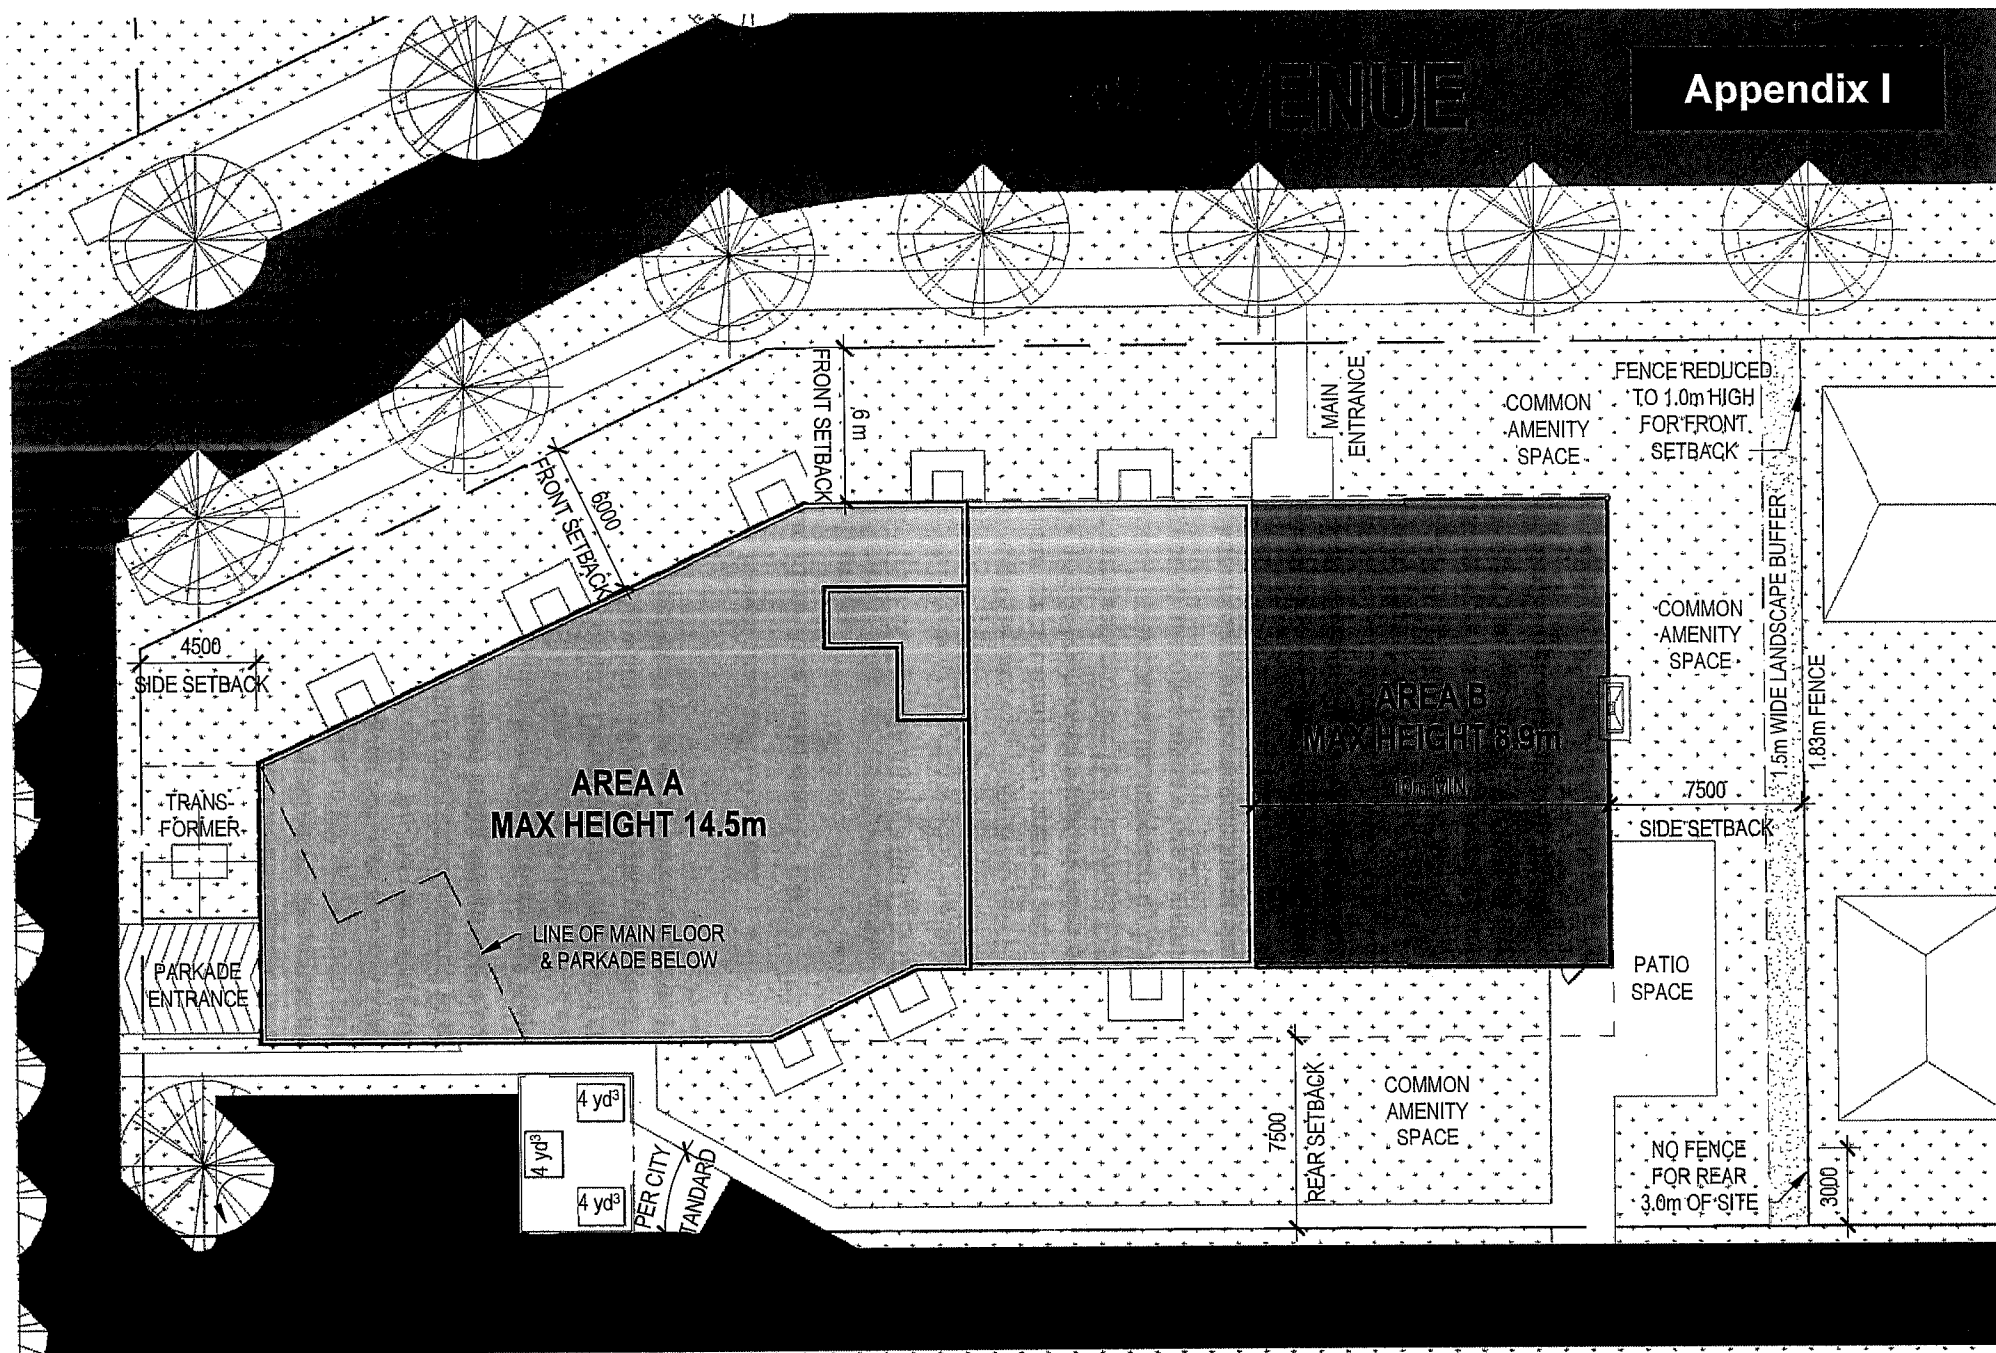 Appendix I
FRONT SETBACK
6 m
MAIN
ENTRANCE
COMMON
AMENITY
SPACE
FENCE REDUCED
TO 1.0m HIGH
FOR FRONT
SETBACK
FRONT SETBACK
6000
4500
SIDE SETBACK
1.5m WIDE LANDSCAPE BUFFER
COMMON
AMENITY
SPACE
1.83m FENCE
AREA A
MAX HEIGHT 14.5m
AREA B
MAX HEIGHT 8.9m
10m MIN.
7500
SIDE SETBACK
TRANS-
FORMER
LINE OF MAIN FLOOR
& PARKADE BELOW
PARKADE
ENTRANCE
PATIO
SPACE
4 yd³
4 yd³
4 yd³
PER CITY
TANDARD
7500
REAR SETBACK
COMMON
AMENITY
SPACE
NO FENCE
FOR REAR
3.0m OF SITE
3000